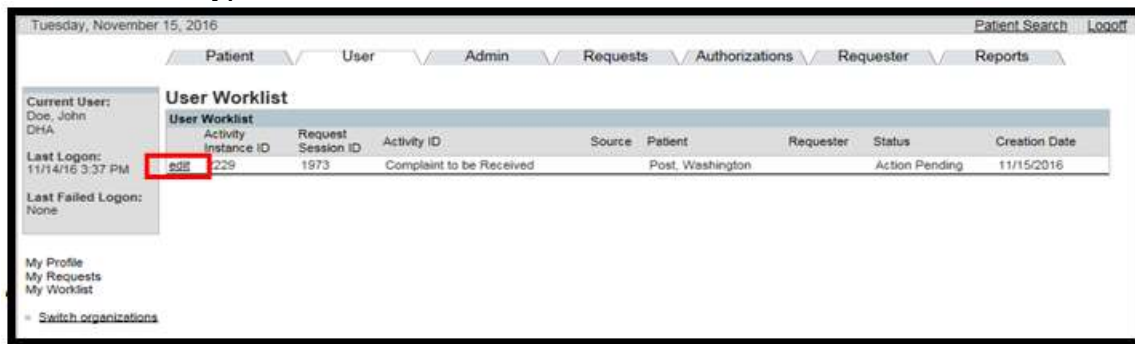 Tuesday, November 15, 2016 Patient Search Logoff
Patient User Admin Requests Authorizations Requester Reports
Current User:
Doe, John
DHA
Last Logon:
11/14/16 3:37 PM
Last Failed Logon:
None
My Profile
My Requests
My Worklist
Switch organizations
User Worklist
User Worklist
Activity Instance ID Request Session ID Activity ID Source Patient Requester Status Creation Date
edit 229 1973 Complaint to be Received Post, Washington Action Pending 11/15/2016